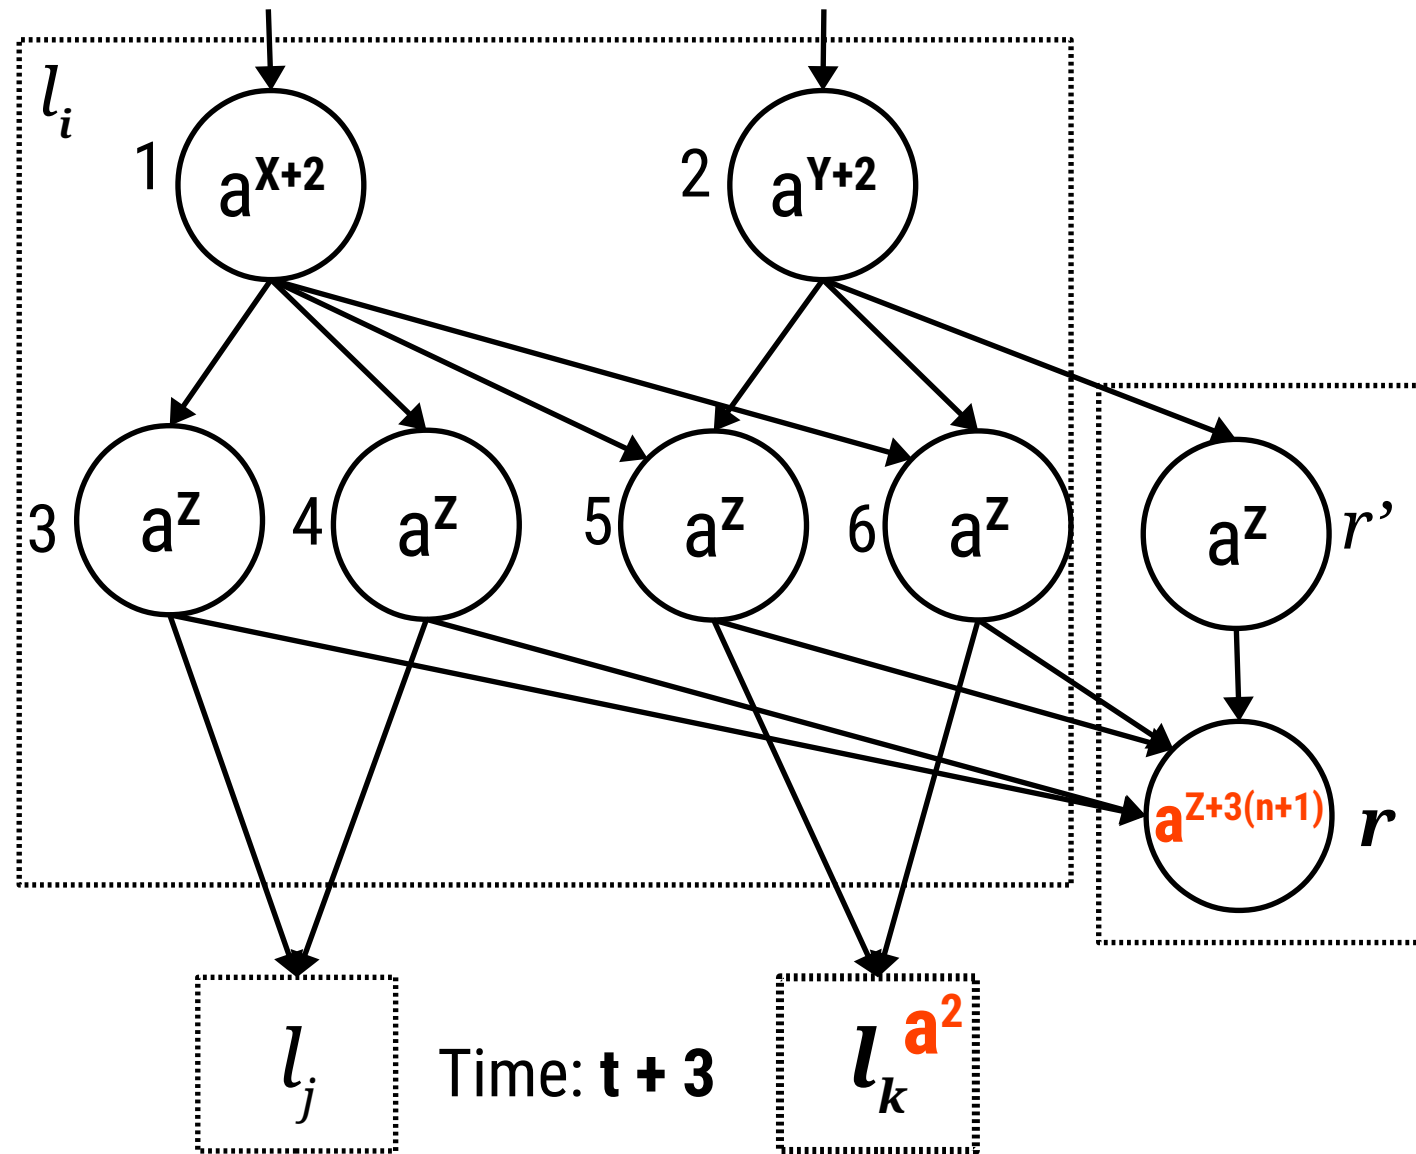 l_i
1
a^{X+2}
2
a^{Y+2}
3
a^Z
4
a^Z
5
a^Z
6
a^Z
a^Z
r’
a^{Z+3(n+1)}
r
l_j
Time: t + 3
l_k
a^2